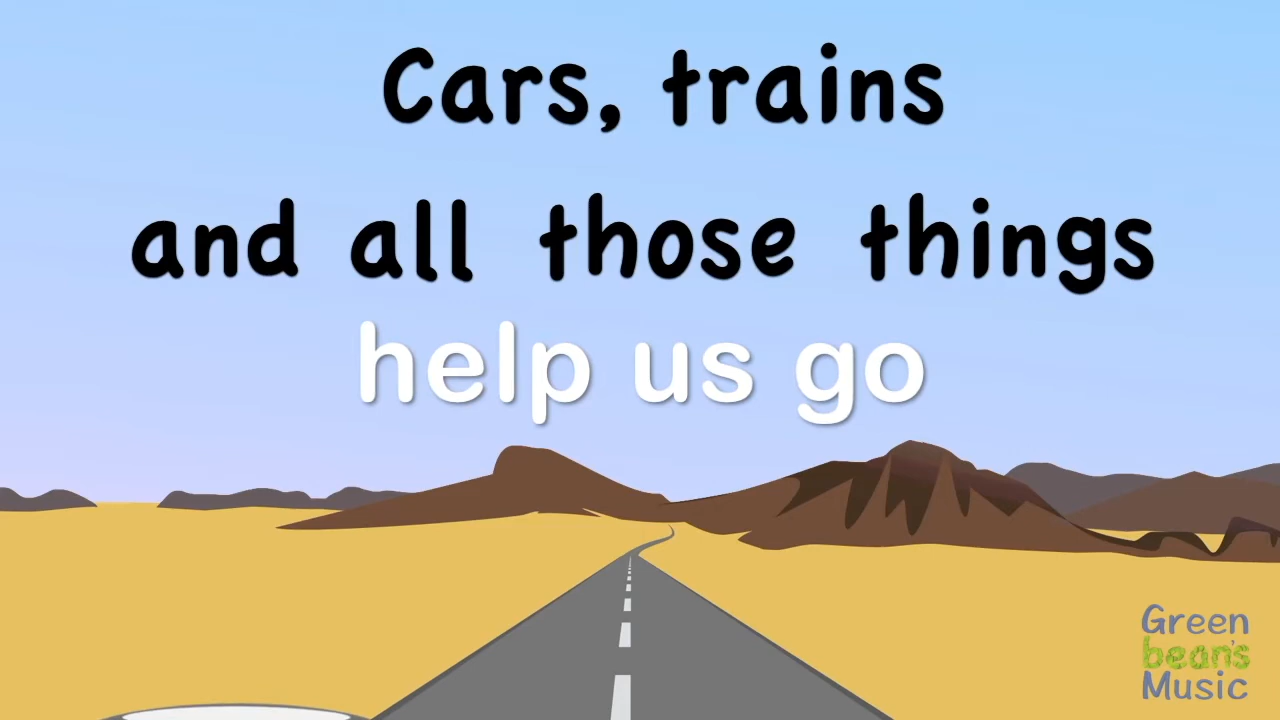 Cars, trains
and all those things
help us go
Green
bean's
Music